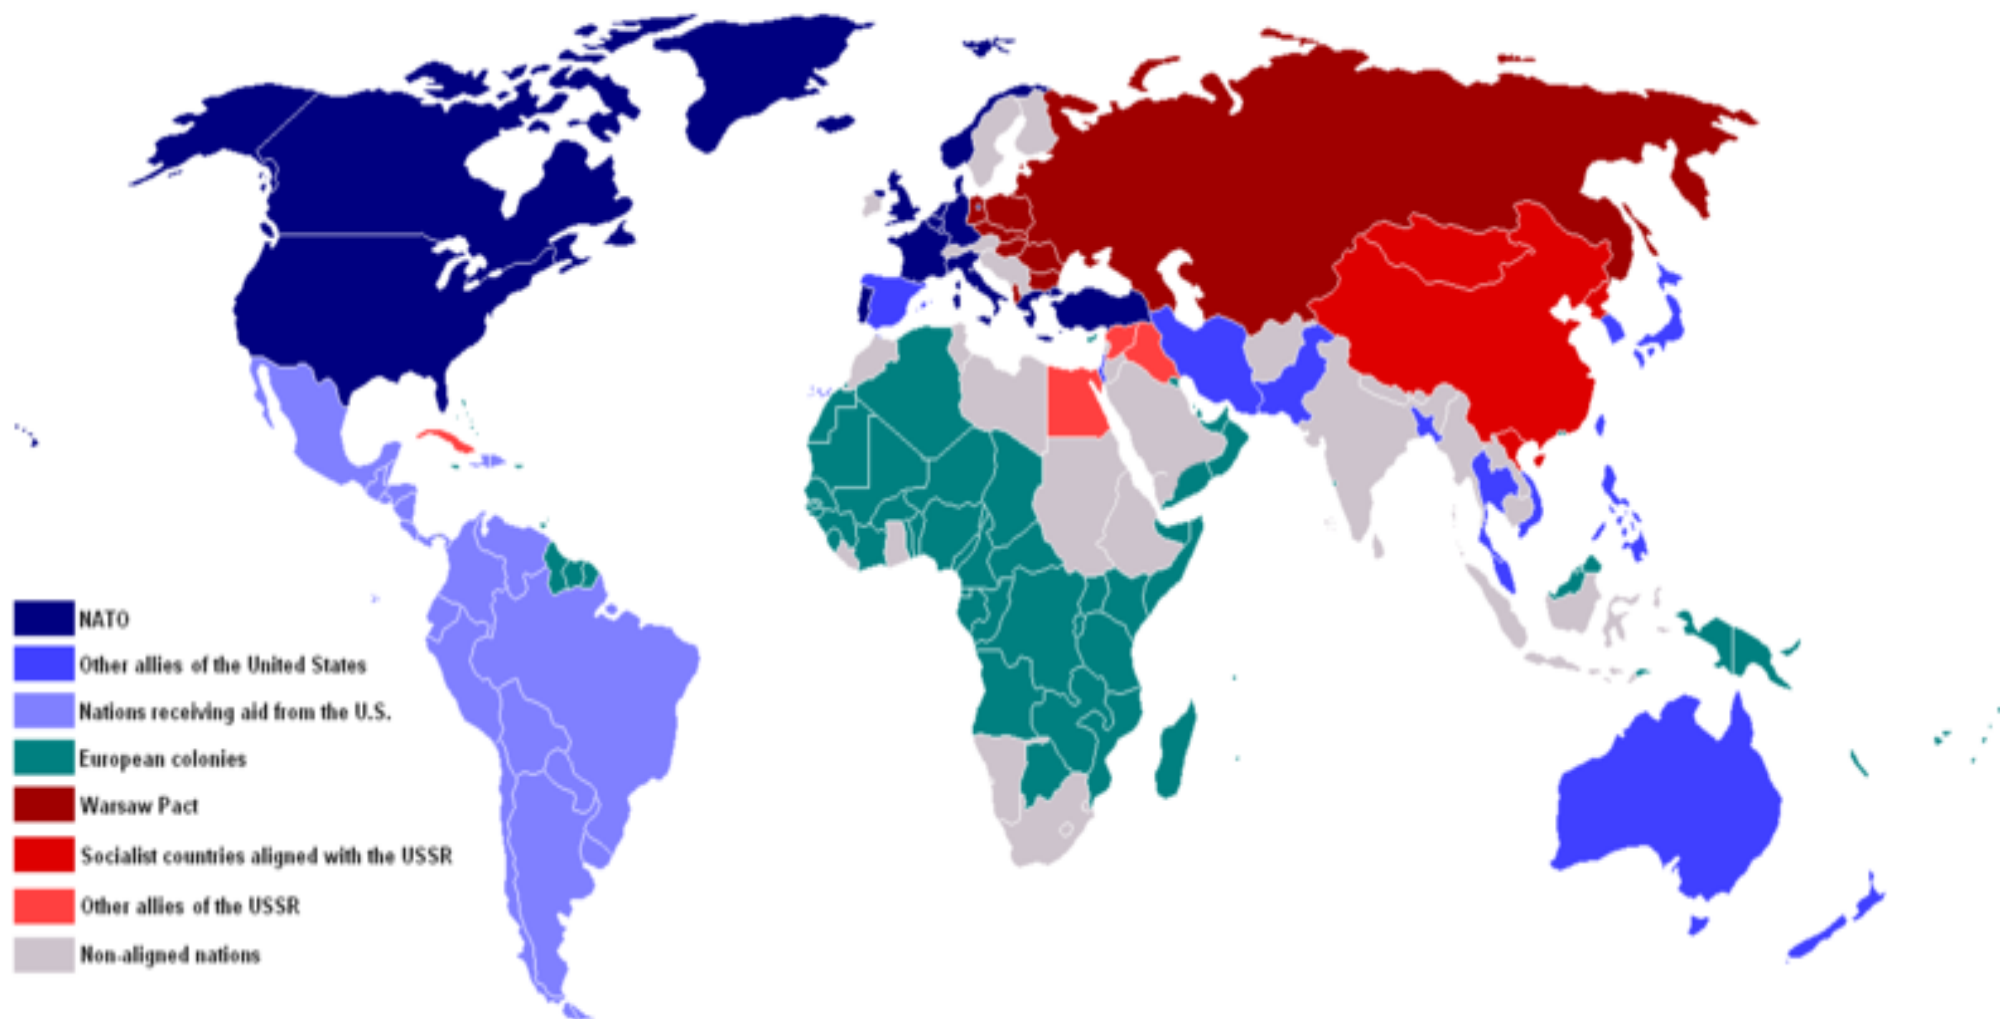 NATO
Other allies of the United States
Nations receiving aid from the U.S.
European colonies
Warsaw Pact
Socialist countries aligned with the USSR
Other allies of the USSR
Non-aligned nations